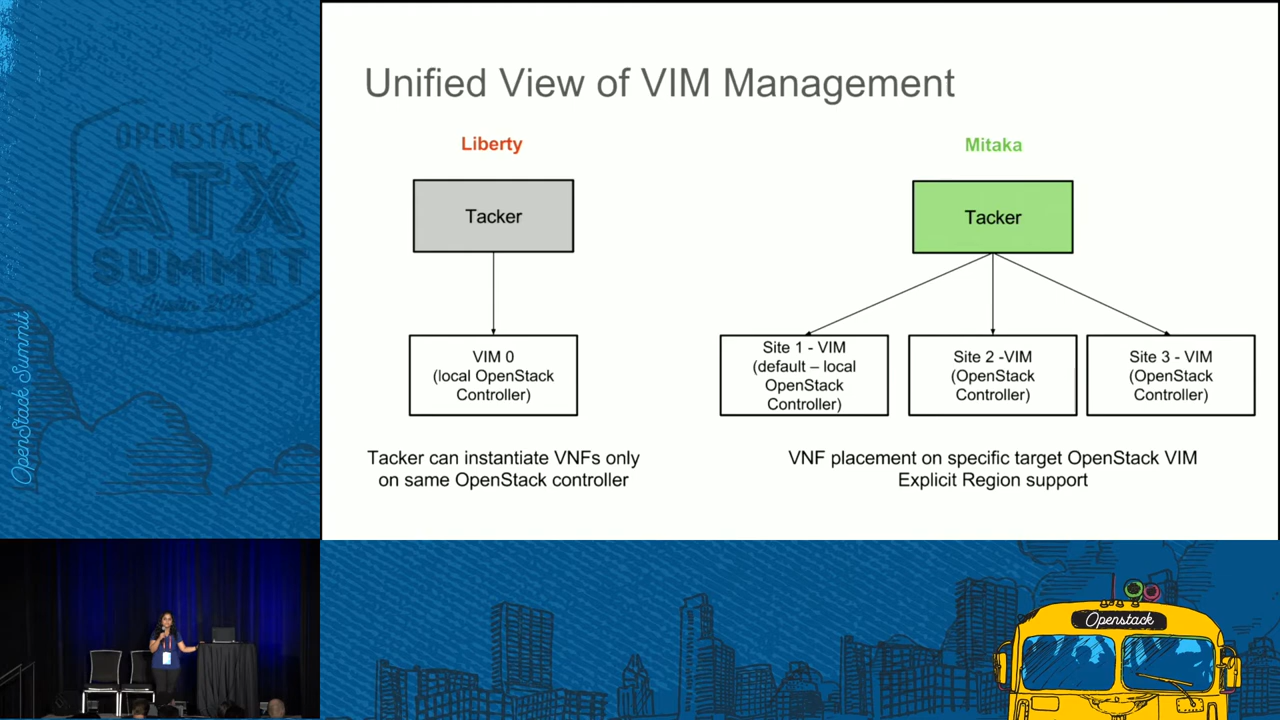 OPENSTACK
ATX
SUMMIT
Austin 2016
OpenStack Summit
Unified View of VIM Management
Liberty
Mitaka
Tacker
Tacker
VIM 0
(local OpenStack
Controller)
Site 1 - VIM
(default – local
OpenStack
Controller)
Site 2 -VIM
(OpenStack
Controller)
Site 3 - VIM
(OpenStack
Controller)
Tacker can instantiate VNFs only
on same OpenStack controller
VNF placement on specific target OpenStack VIM
Explicit Region support
Openstack